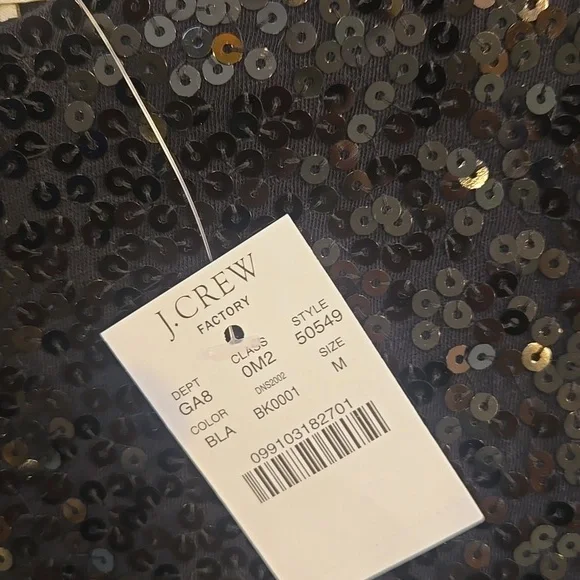 J.CREW
FACTORY
DEPT CLASS STYLE
GA8 0M2 50549
COLOR DNS2002 SIZE
BLA BK0001 M
099103182701